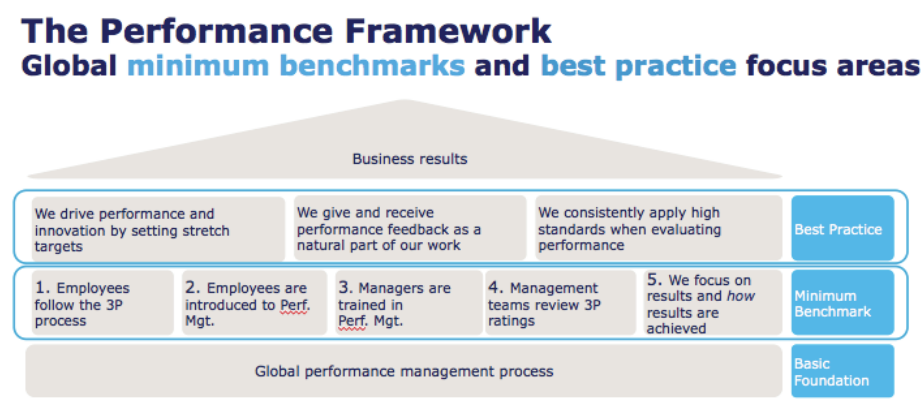 The Performance Framework
Global minimum benchmarks and best practice focus areas
Business results
We drive performance and
innovation by setting stretch
targets
We give and receive
performance feedback as a
natural part of our work
We consistently apply high
standards when evaluating
performance
Best Practice
1. Employees
follow the 3P
process
2. Employees are
introduced to Perf.
Mgt.
3. Managers are
trained in
Perf. Mgt.
4. Management
teams review 3P
ratings
5. We focus on
results and how
results are
achieved
Minimum
Benchmark
Global performance management process
Basic
Foundation